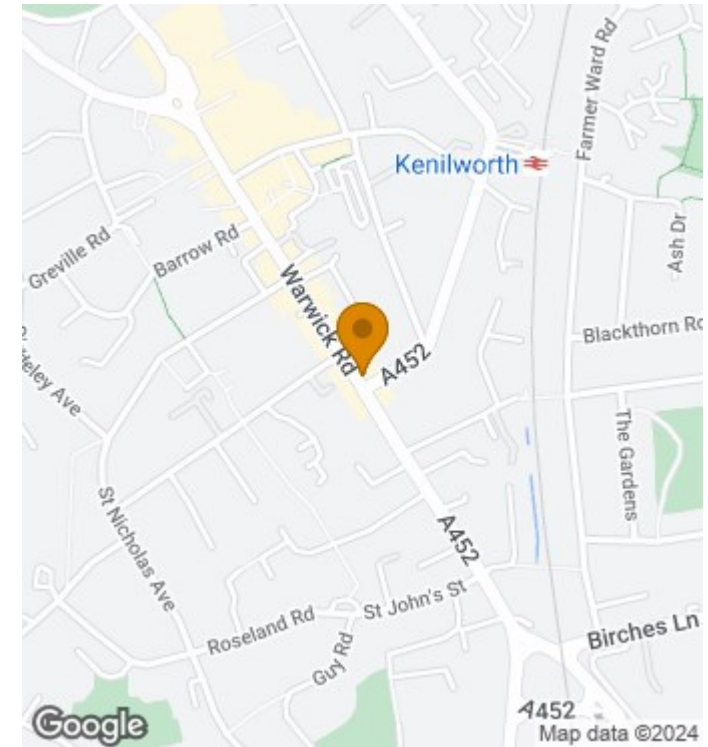 Farmer Ward Rd
Kenilworth
Ash Dr
Greville Rd
Barrow Rd
Warwick Rd
Blackthorn Ro
A452
The Gardens
St Nicholas Ave
A452
Roseland Rd
St John's St
Guy Rd
Birches Ln
A452
Google
Map data ©2024